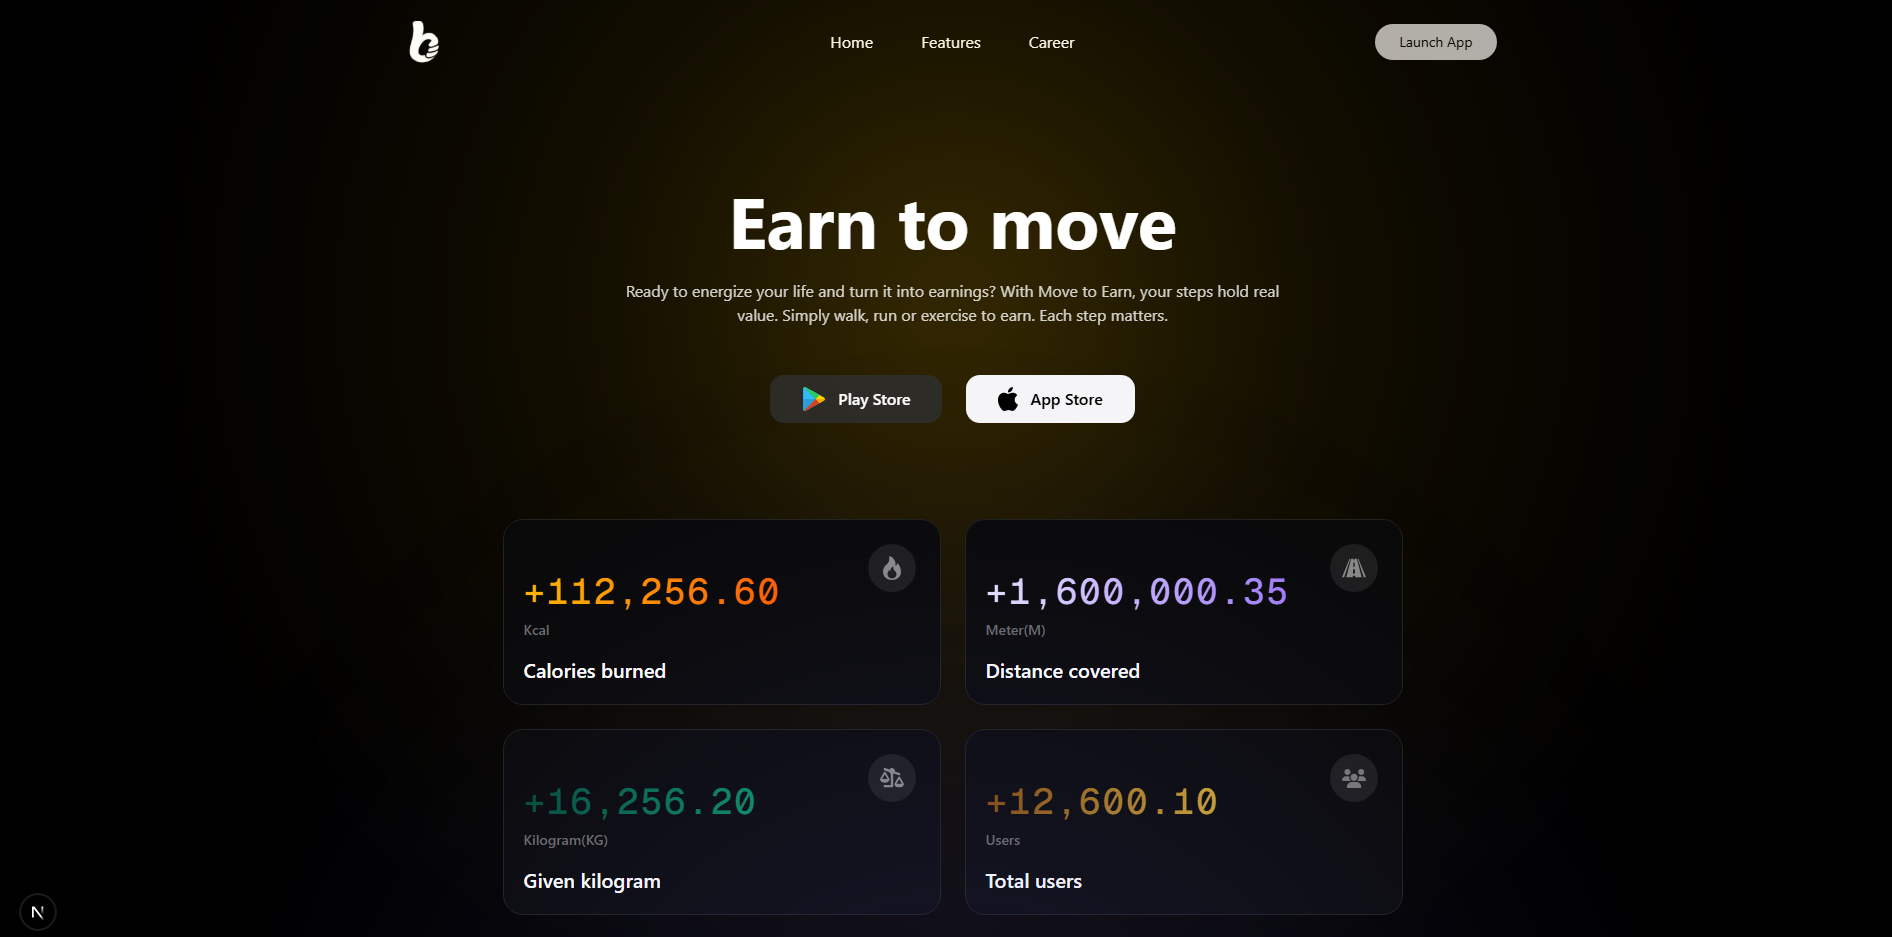 Home Features Career Launch App
Earn to move
Ready to energize your life and turn it into earnings? With Move to Earn, your steps hold real
value. Simply walk, run or exercise to earn. Each step matters.
Play Store App Store
+112,256.60
Kcal
Calories burned
+1,600,000.35
Meter(M)
Distance covered
+16,256.20
Kilogram(KG)
Given kilogram
+12,600.10
Users
Total users
N